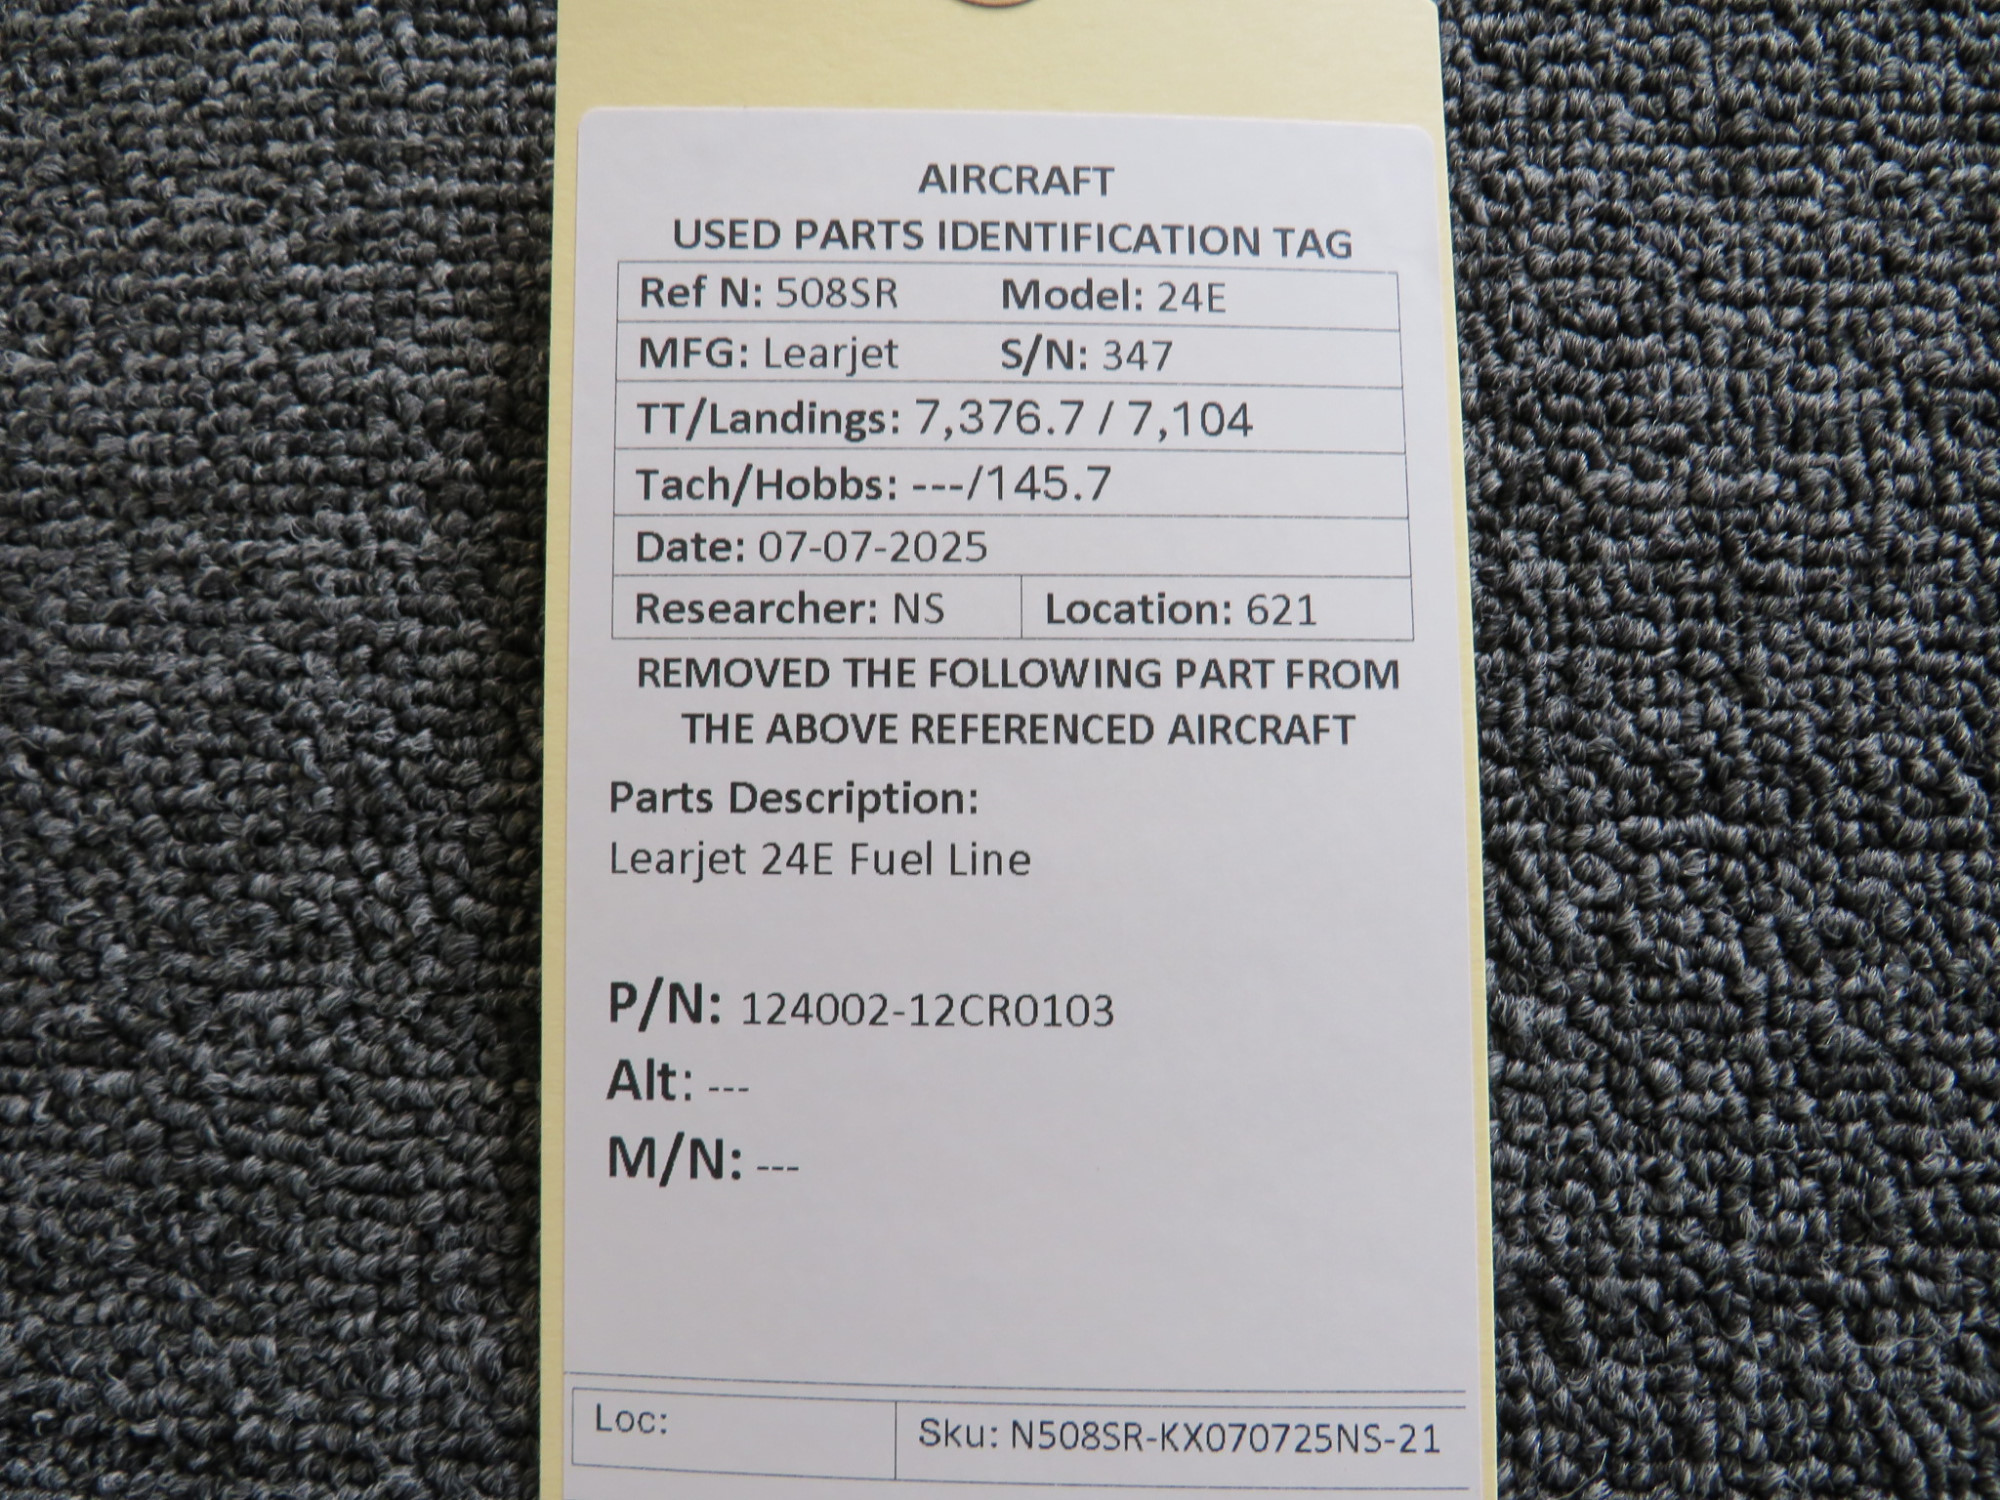 AIRCRAFT
USED PARTS IDENTIFICATION TAG
Ref N: 508SR Model: 24E
MFG: Learjet S/N: 347
TT/Landings: 7,376.7 / 7,104
Tach/Hobbs: ---/145.7
Date: 07-07-2025
Researcher: NS Location: 621
REMOVED THE FOLLOWING PART FROM
THE ABOVE REFERENCED AIRCRAFT
Parts Description:
Learjet 24E Fuel Line
P/N: 124002-12CR0103
Alt: ---
M/N: ---
Loc: Sku: N508SR-KX070725NS-21